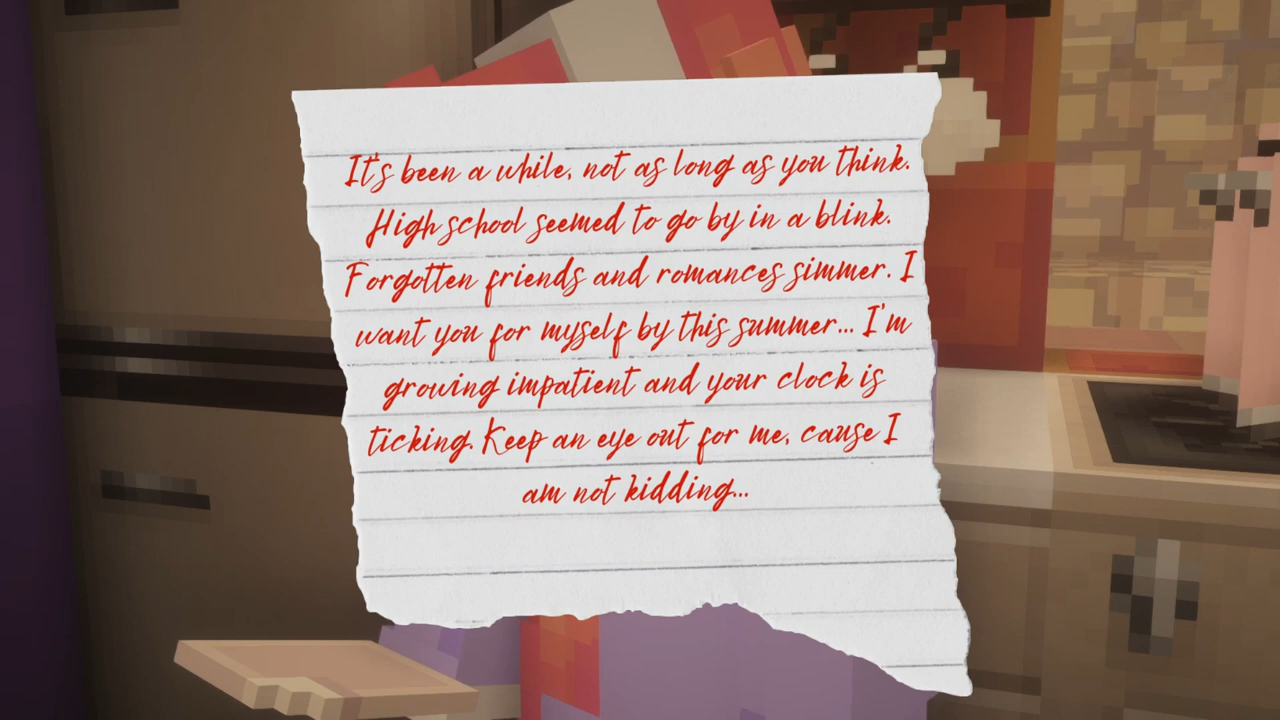 It's been a while, not as long as you think.
High school seemed to go by in a blink.
Forgotten friends and romances simmer. I
want you for myself by this summer... I'm
growing impatient and your clock is
ticking. Keep an eye out for me, cause I
am not kidding...